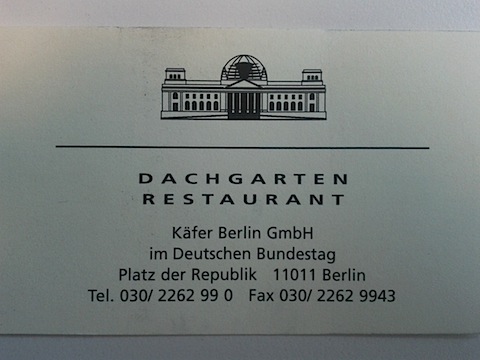 DACHGARTEN
RESTAURANT
Käfer Berlin GmbH
im Deutschen Bundestag
Platz der Republik 11011 Berlin
Tel. 030/ 2262 99 0 Fax 030/ 2262 9943